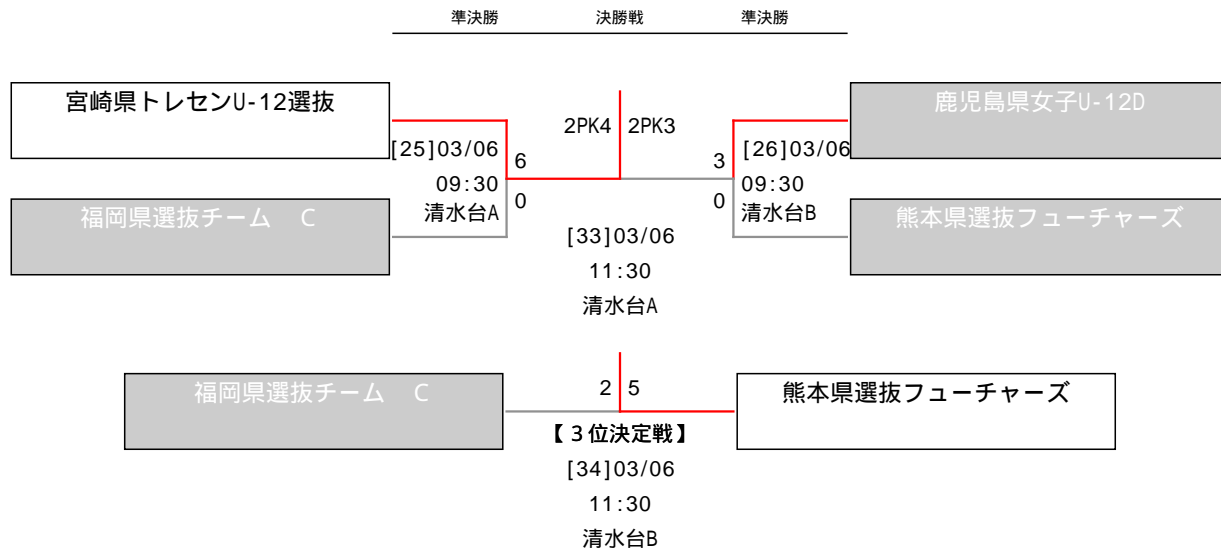 準決勝 決勝戦 準決勝
宮崎県トレセンU-12選抜
鹿児島県女子U-12D
2PK4 2PK3
[25]03/06
6
3
[26]03/06
09:30
0
0
09:30
清水台A
清水台B
福岡県選抜チーム　C
熊本県選抜フューチャーズ
[33]03/06
11:30
清水台A
福岡県選抜チーム　C
2 5
熊本県選抜フューチャーズ
【３位決定戦】
[34]03/06
11:30
清水台B